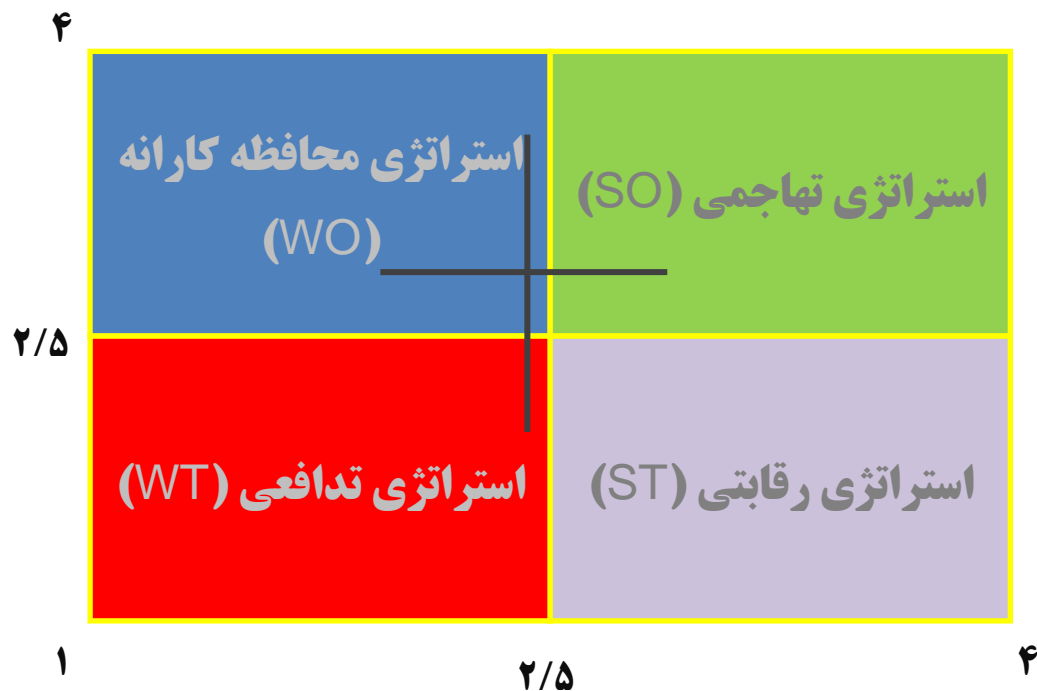 ۴
استراتژی محافظه کارانه
(WO)
استراتژی تهاجمی (SO)
۲/۵
استراتژی تدافعی (WT)
استراتژی رقابتی (ST)
۱
۲/۵
۴